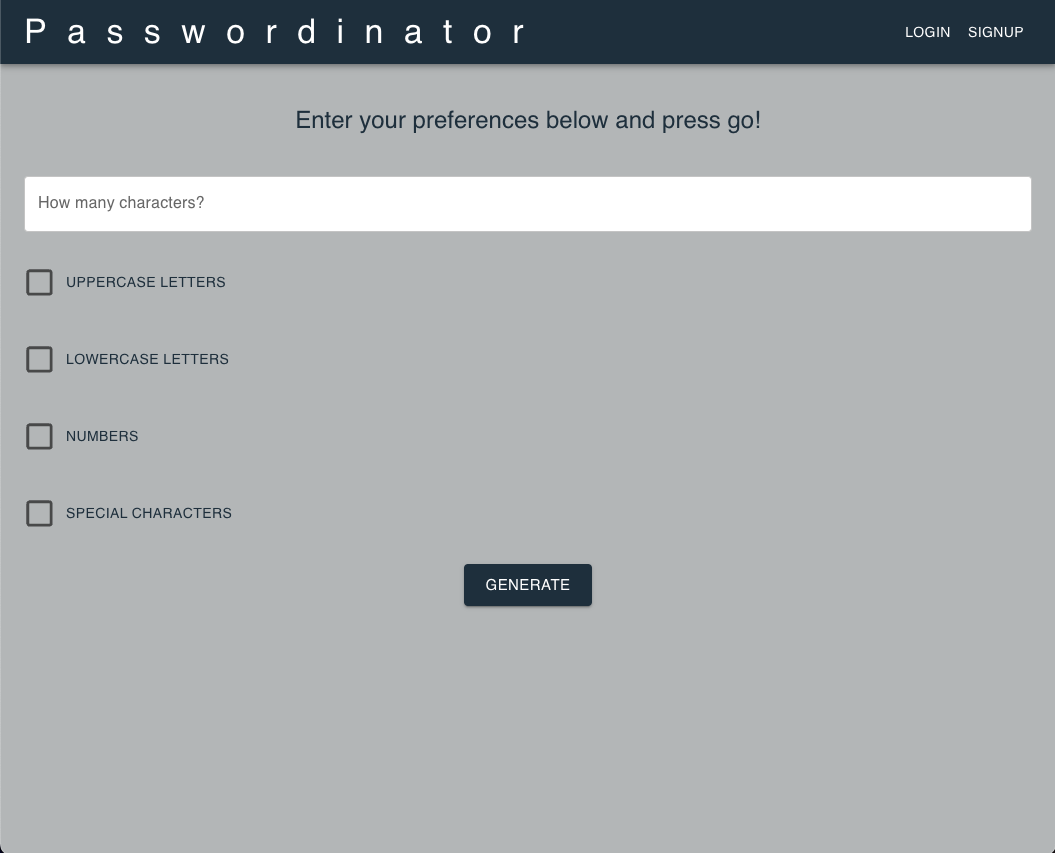 Passwordinator
LOGIN SIGNUP
Enter your preferences below and press go!
How many characters?
UPPERCASE LETTERS
LOWERCASE LETTERS
NUMBERS
SPECIAL CHARACTERS
GENERATE